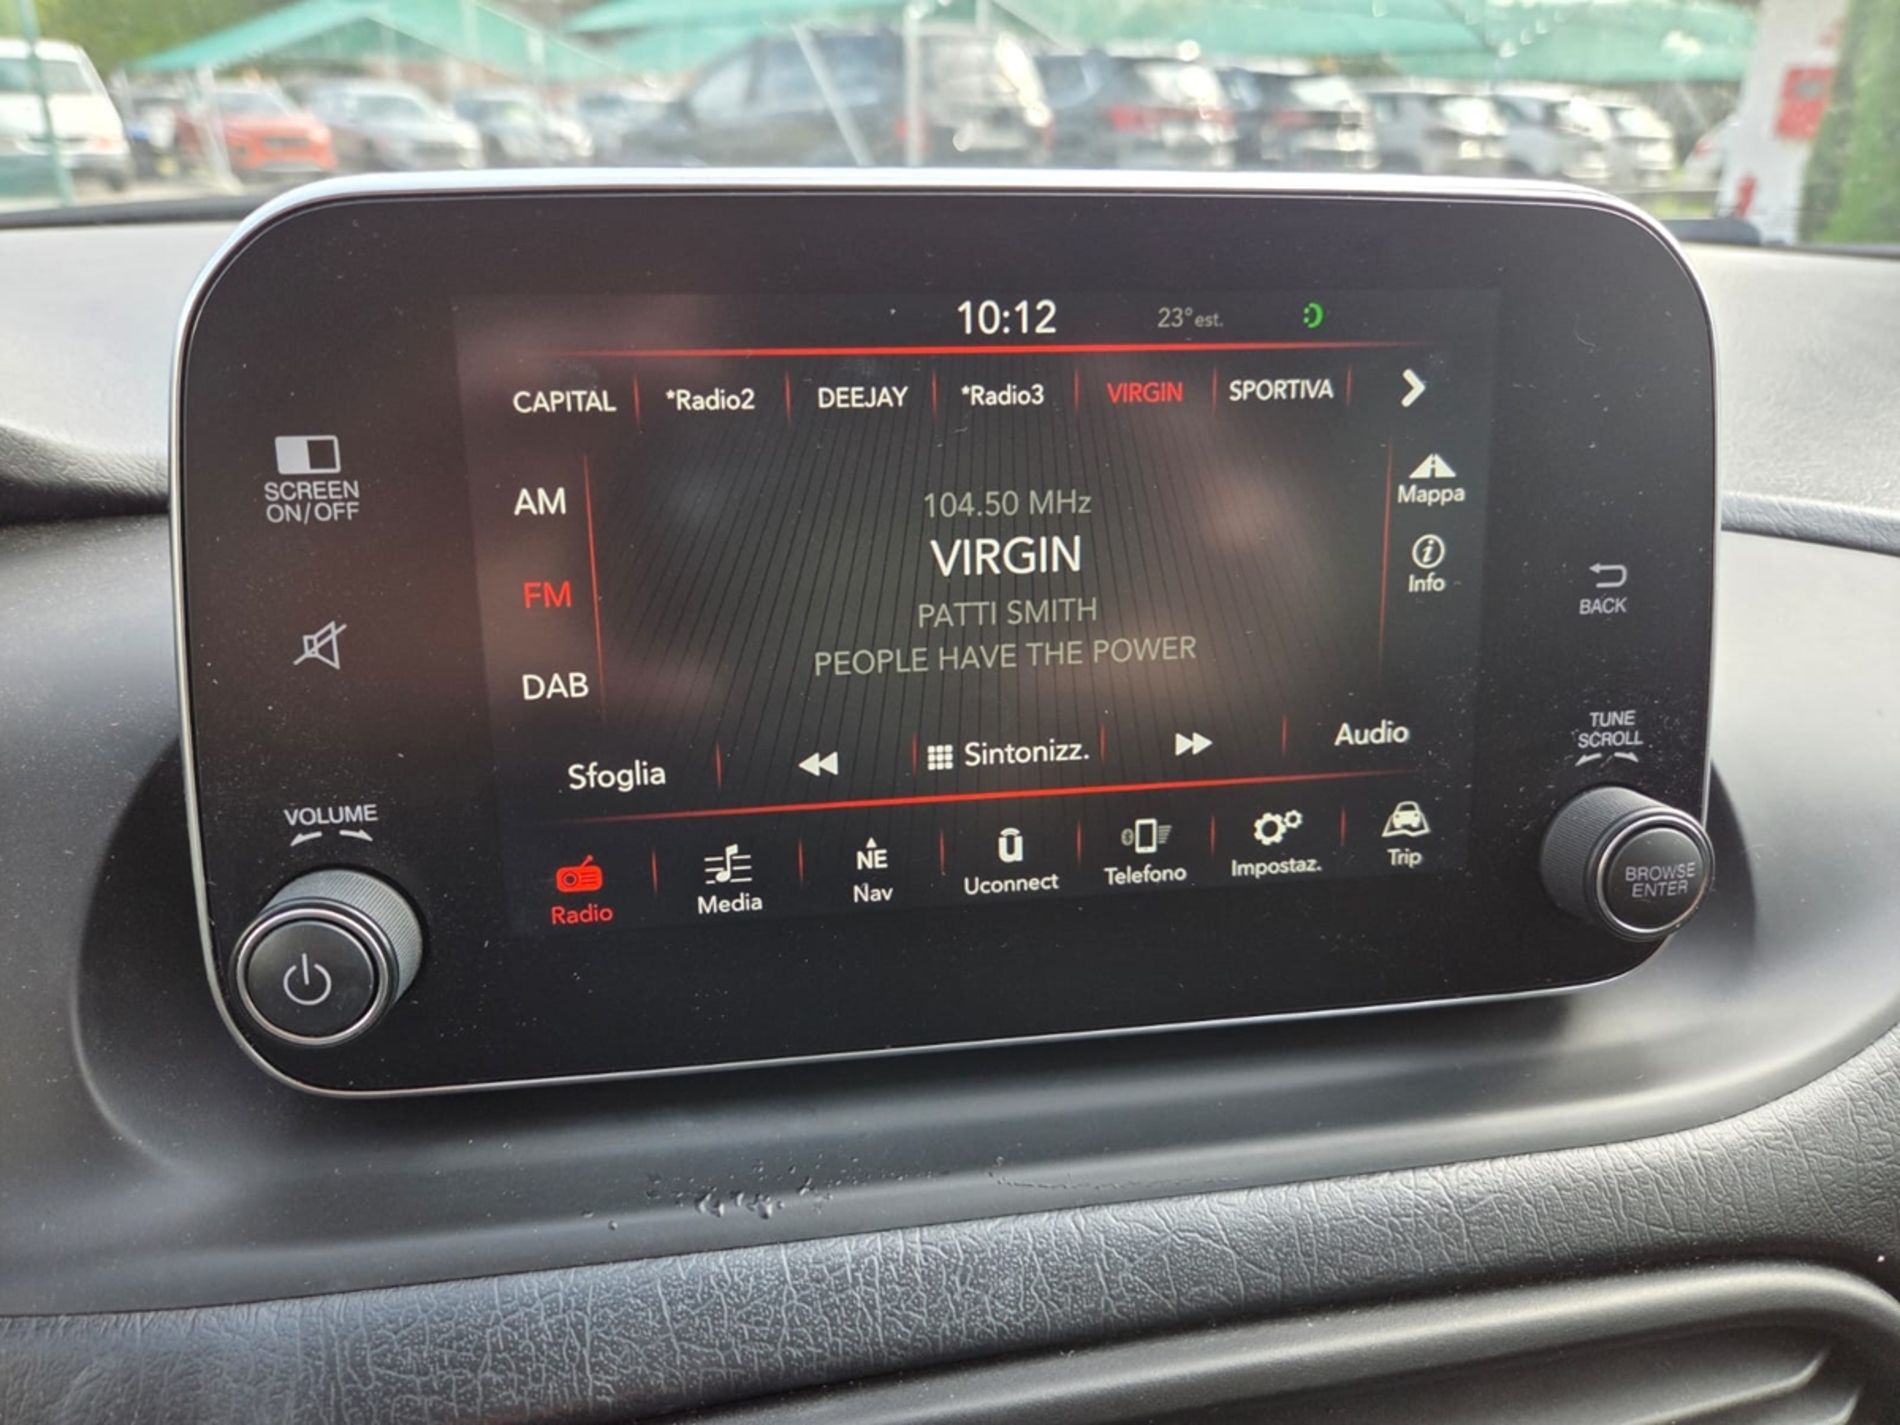 10:12 23°est.
CAPITAL *Radio2 DEEJAY *Radio3 VIRGIN SPORTIVA
SCREEN
ON/OFF
AM
FM
DAB
104.50 MHz
VIRGIN
PATTI SMITH
PEOPLE HAVE THE POWER
Mappa
Info
BACK
Sfoglia Sintonizz. Audio
TUNE
SCROLL
VOLUME
Radio Media NE Nav Uconnect Telefono Impostaz. Trip
BROWSE
ENTER